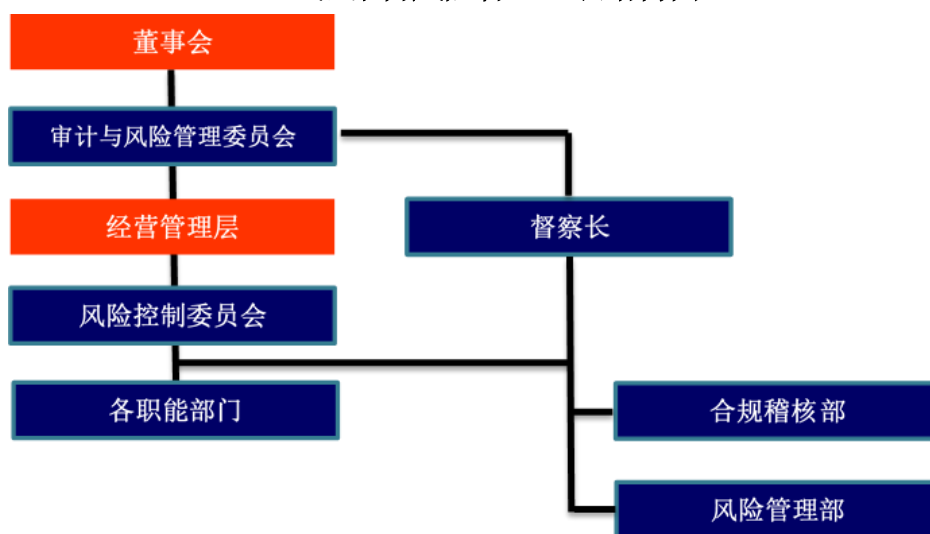 董事会
审计与风险管理委员会
经营管理层
督察长
风险控制委员会
各职能部门
合规稽核部
风险管理部